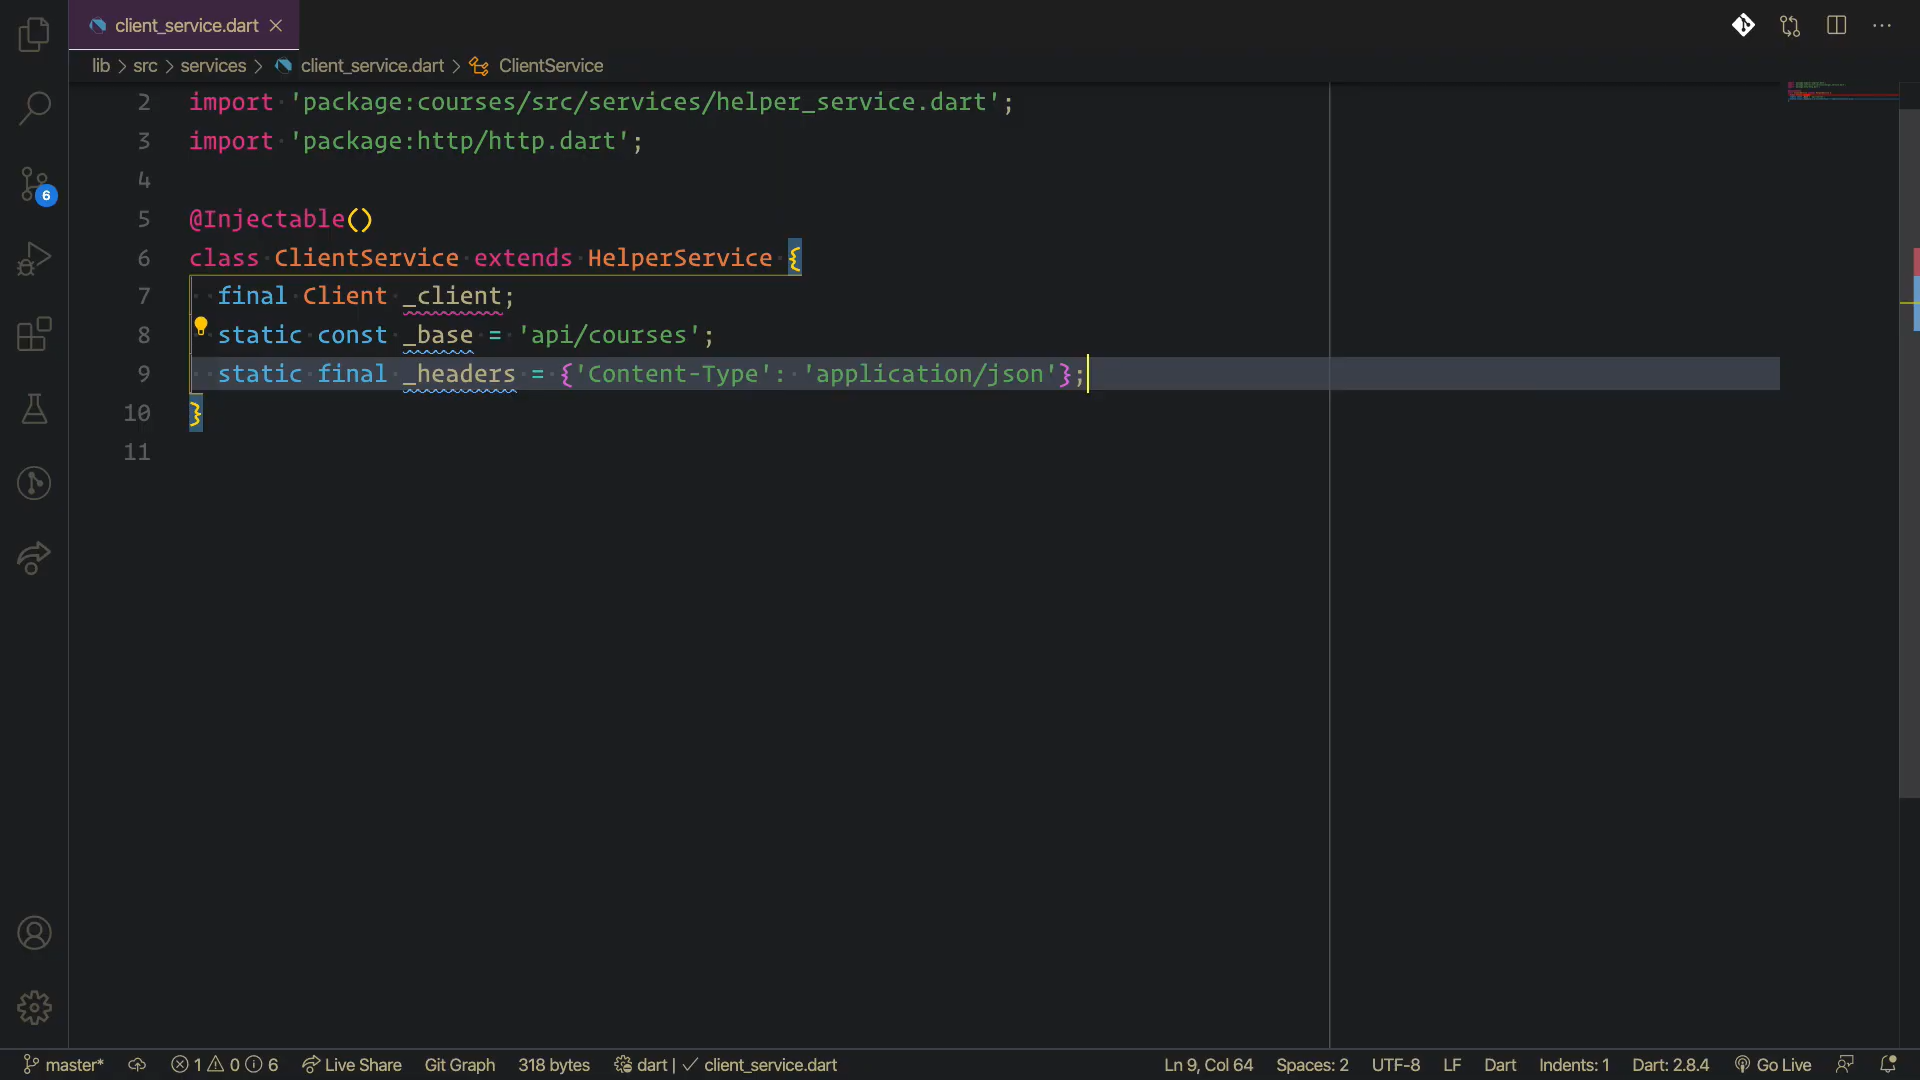 client_service.dart
lib > src > services > client_service.dart > ClientService
2 import 'package:courses/src/services/helper_service.dart';
3 import 'package:http/http.dart';
4
5 @Injectable()
6 class ClientService extends HelperService {
7 final Client _client;
8 static const _base = 'api/courses';
9 static final _headers = {'Content-Type': 'application/json'};
10 }
11
6
master* 1 0 6 Live Share Git Graph 318 bytes dart | ✓ client_service.dart Ln 9, Col 64 Spaces: 2 UTF-8 LF Dart Indents: 1 Dart: 2.8.4 Go Live